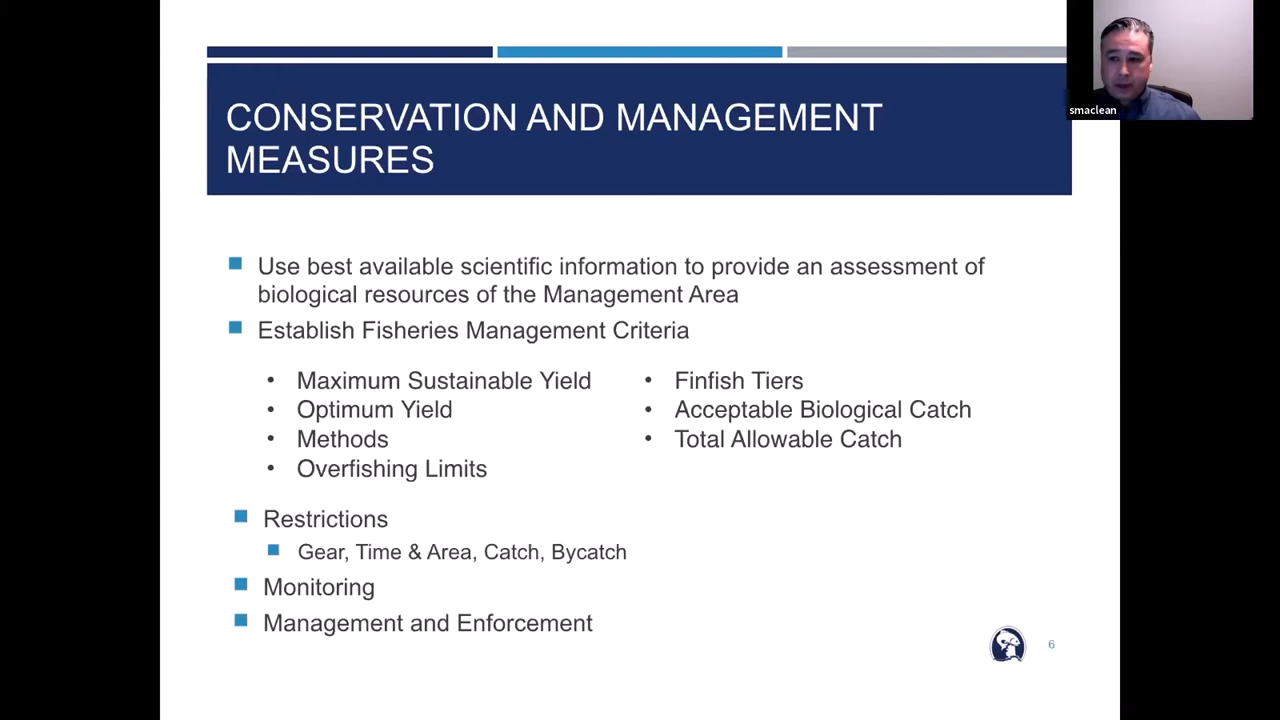 CONSERVATION AND MANAGEMENT
MEASURES
smaclean
Use best available scientific information to provide an assessment of
biological resources of the Management Area
Establish Fisheries Management Criteria
• Maximum Sustainable Yield
• Optimum Yield
• Methods
• Overfishing Limits
• Finfish Tiers
• Acceptable Biological Catch
• Total Allowable Catch
Restrictions
Gear, Time & Area, Catch, Bycatch
Monitoring
Management and Enforcement
6